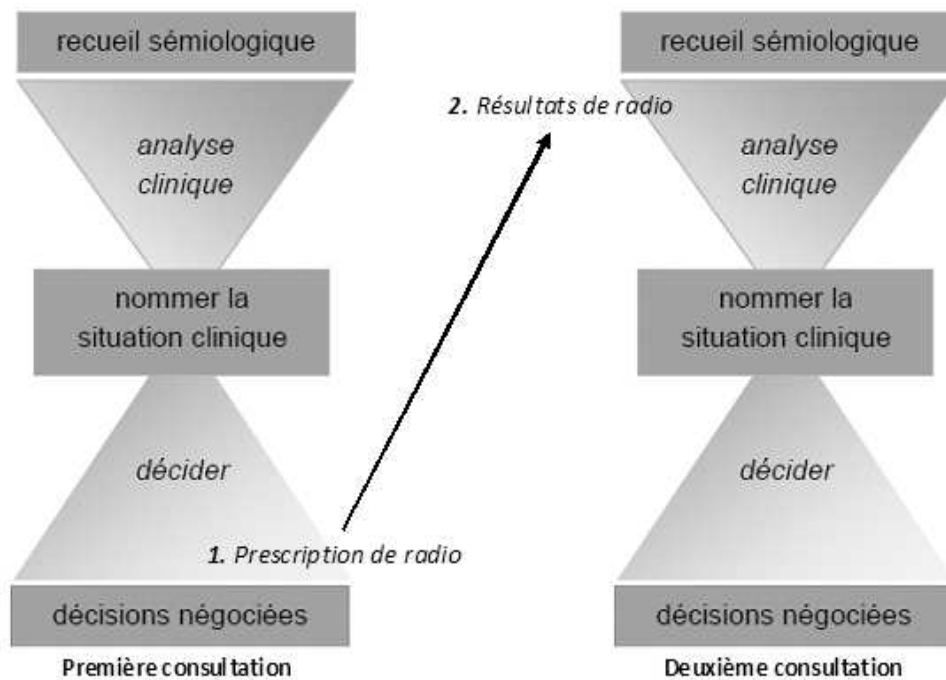 recueil sémiologique
analyse
clinique
nommer la
situation clinique
décider
1. Prescription de radio
décisions négociées
Première consultation
2. Résultats de radio
recueil sémiologique
analyse
clinique
nommer la
situation clinique
décider
décisions négociées
Deuxième consultation